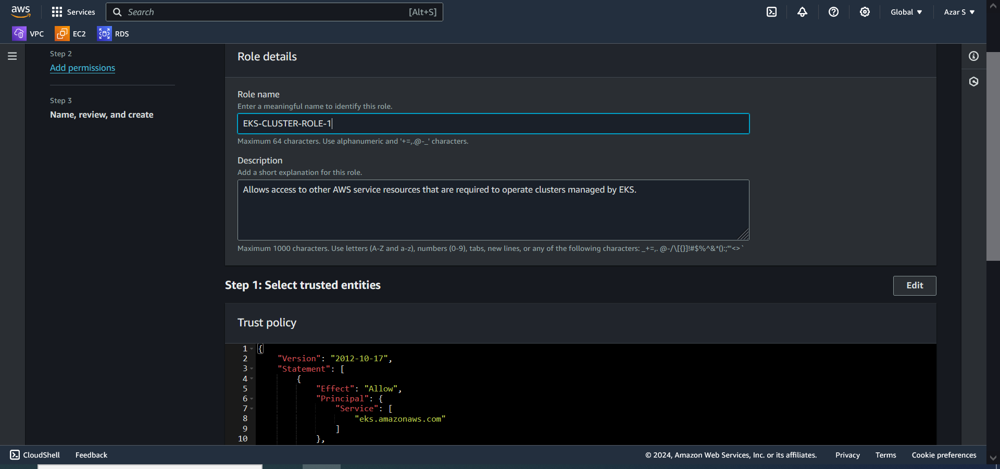 aws
Services
Search
[Alt+S]
Global
Azar S
VPC
EC2
RDS
Step 2
Add permissions
Step 3
Name, review, and create
Role details
Role name
Enter a meaningful name to identify this role.
EKS-CLUSTER-ROLE-1
Maximum 64 characters. Use alphanumeric and '+=,.@-_' characters.
Description
Add a short explanation for this role.
Allows access to other AWS service resources that are required to operate clusters managed by EKS.
Maximum 1000 characters. Use letters (A-Z and a-z), numbers (0-9), tabs, new lines, or any of the following characters: _+=,. @-/\[{}]!#$%^&*();:'"<>`
Step 1: Select trusted entities
Edit
Trust policy
1 {
2 "Version": "2012-10-17",
3 "Statement": [
4 {
5 "Effect": "Allow",
6 "Principal": {
7 "Service": [
8 "eks.amazonaws.com"
9 ]
10 },
CloudShell
Feedback
© 2024, Amazon Web Services, Inc. or its affiliates.
Privacy
Terms
Cookie preferences